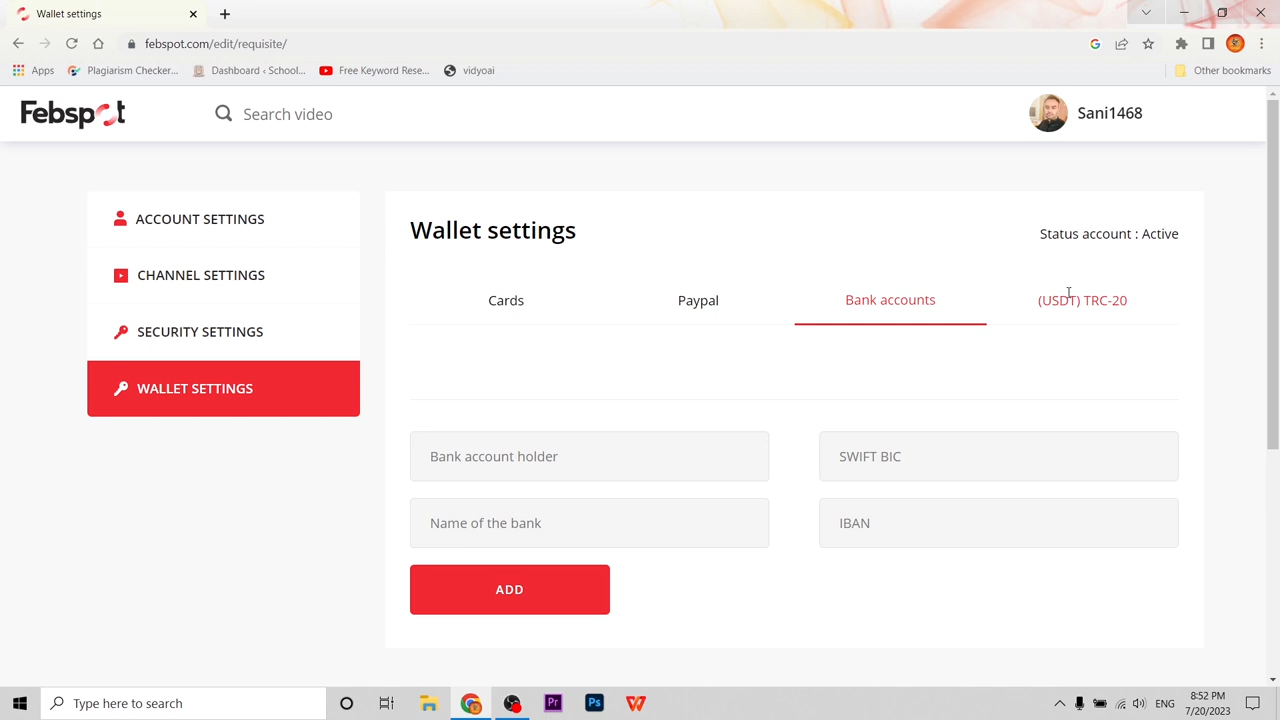 Wallet settings
febspot.com/edit/requisite/
Apps
Plagiarism Checker...
Dashboard ‹ School...
Free Keyword Rese...
vidyoai
Other bookmarks
Febspot
Search video
Sani1468
ACCOUNT SETTINGS
CHANNEL SETTINGS
SECURITY SETTINGS
WALLET SETTINGS
Wallet settings
Status account : Active
Cards
Paypal
Bank accounts
(USDT) TRC-20
Bank account holder
SWIFT BIC
Name of the bank
IBAN
ADD
Type here to search
Pr
Ps
ENG
8:52 PM
7/20/2023